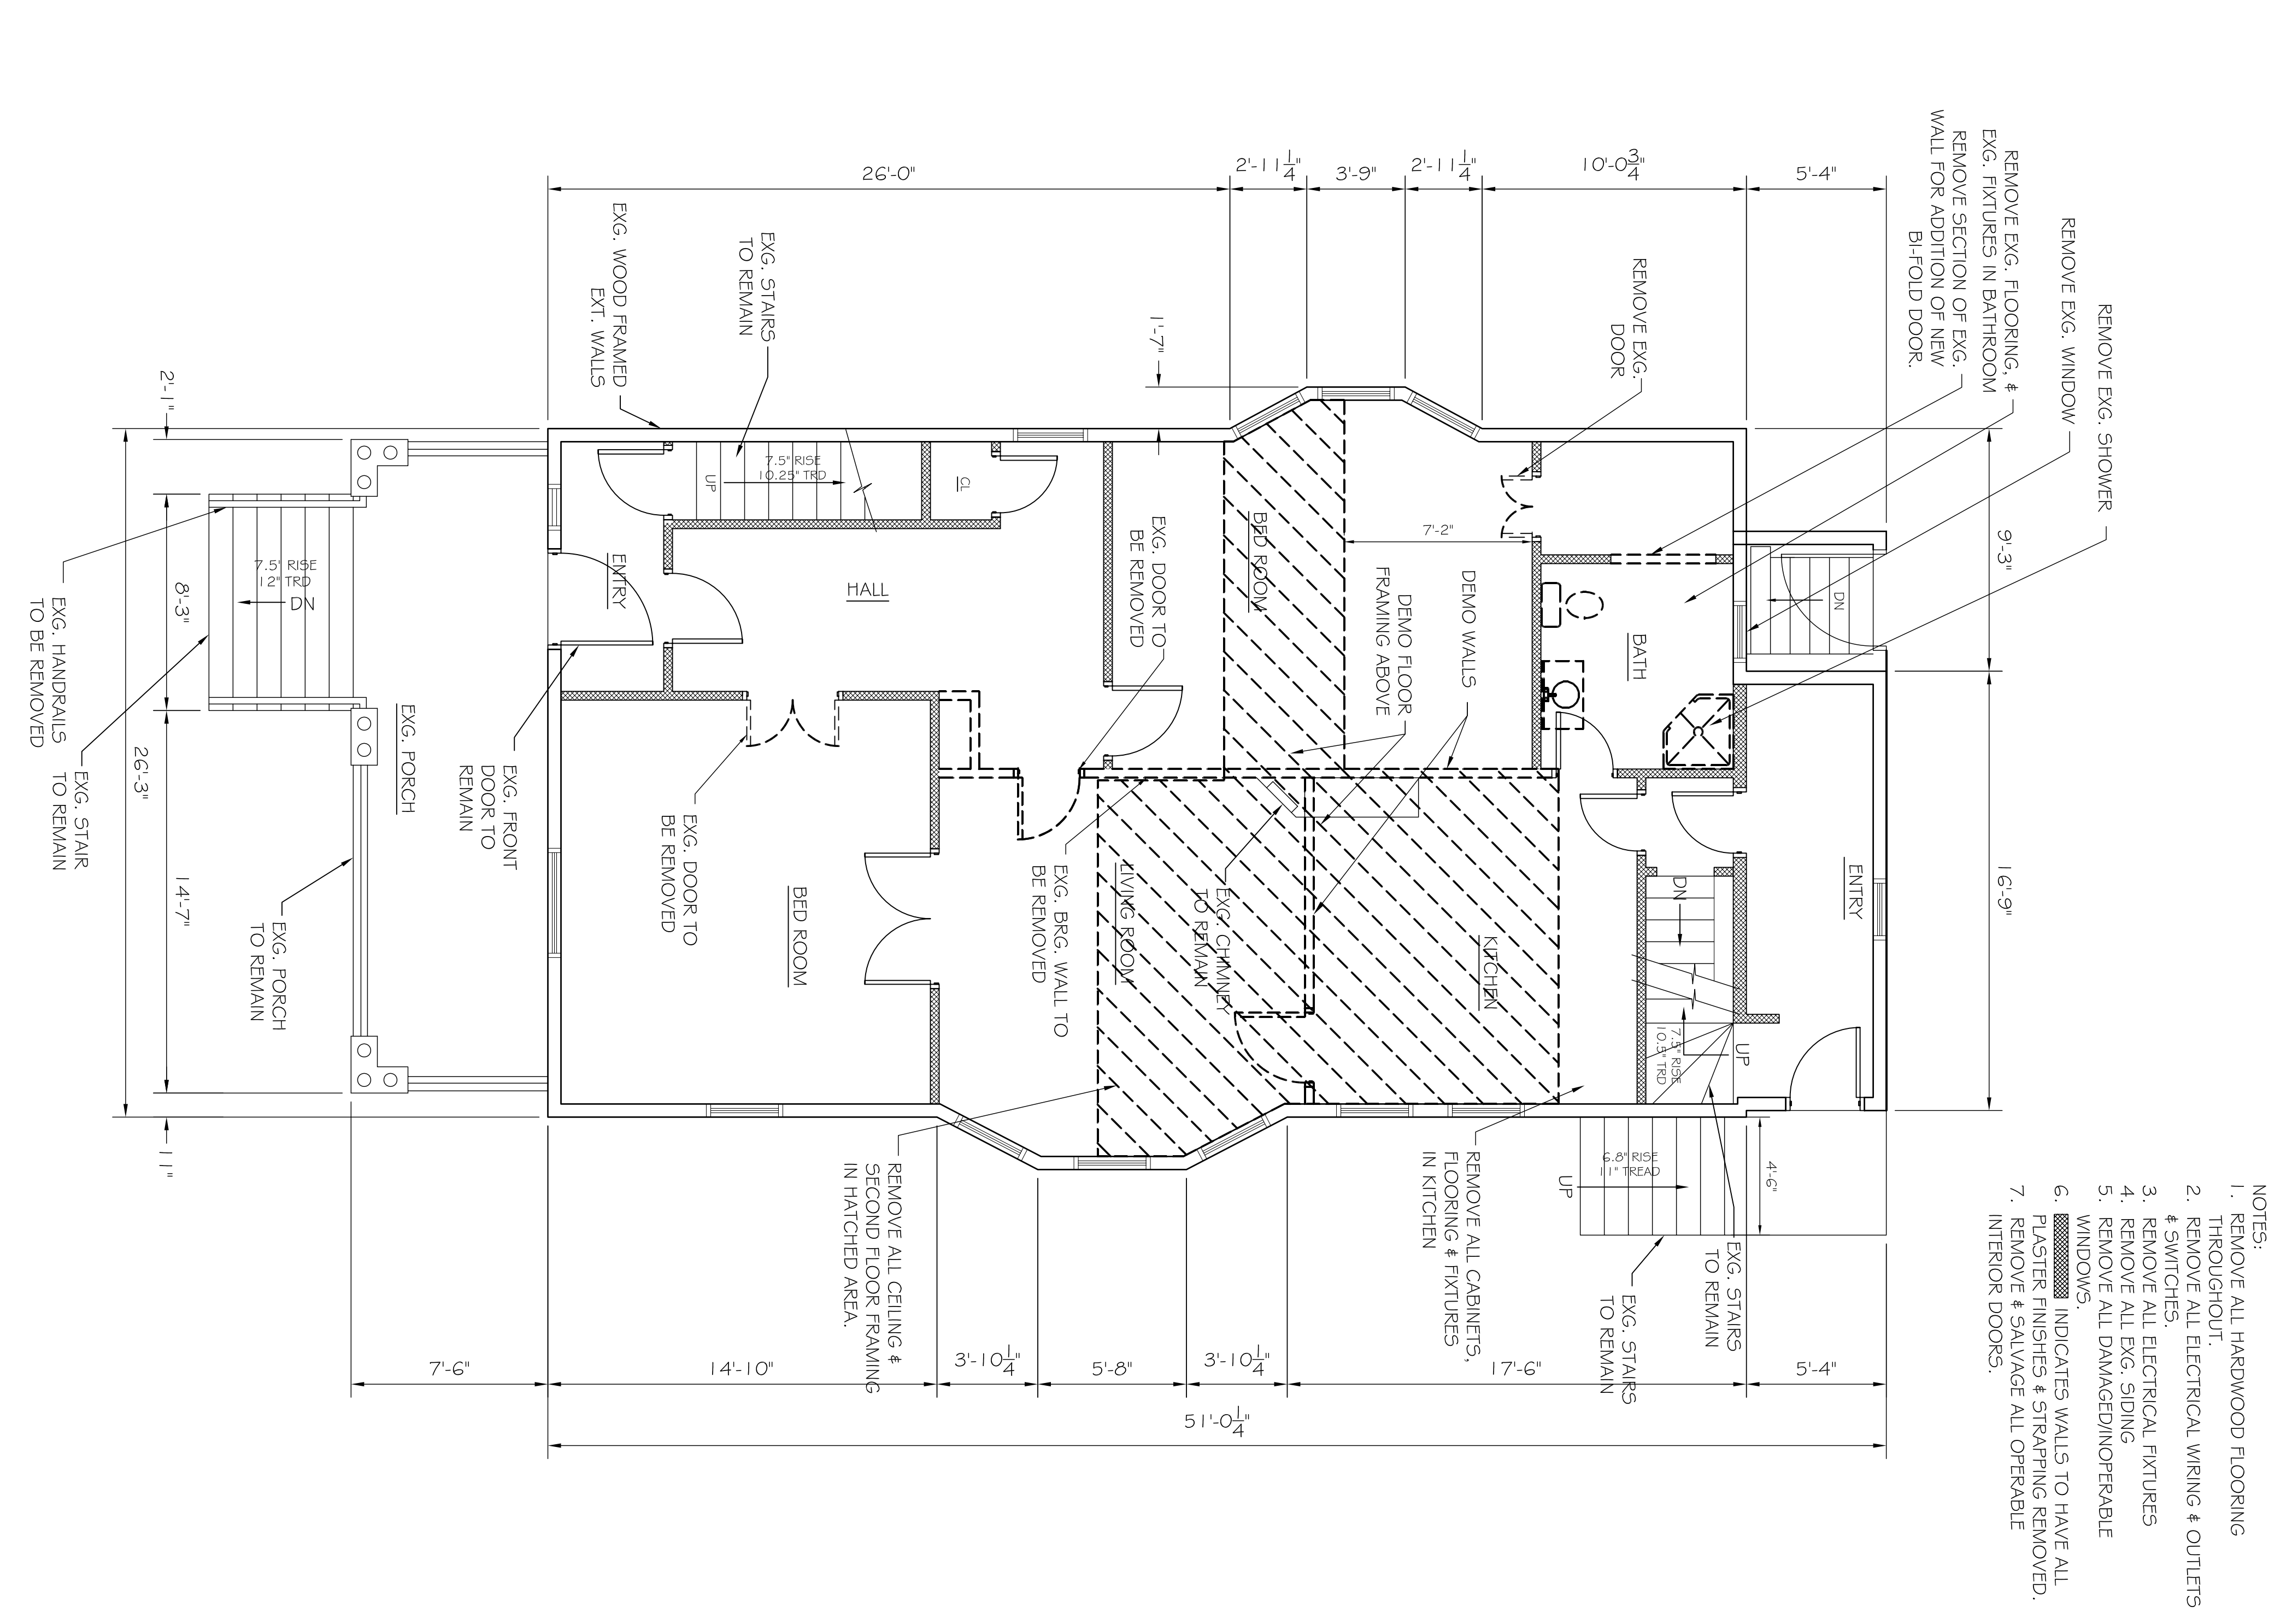 NOTES:
1. REMOVE ALL HARDWOOD FLOORING
THROUGHOUT.
2. REMOVE ALL ELECTRICAL WIRING & OUTLETS
& SWITCHES.
3. REMOVE ALL ELECTRICAL FIXTURES
4. REMOVE ALL EXG. SIDING
5. REMOVE ALL DAMAGED/INOPERABLE
WINDOWS.
6. INDICATES WALLS TO HAVE ALL
PLASTER FINISHES & STRAPPING REMOVED.
7. REMOVE & SALVAGE ALL OPERABLE
INTERIOR DOORS.
REMOVE EXG. SHOWER
REMOVE EXG. WINDOW
REMOVE EXG. FLOORING, &
EXG. FIXTURES IN BATHROOM
REMOVE SECTION OF EXG.
WALL FOR ADDITION OF NEW
BI-FOLD DOOR.
5'-4"
10'-0 3/4"
2'-11 1/4"
3'-9"
2'-11 1/4"
26'-0"
9'-3"
16'-9"
DN
ENTRY
BATH
REMOVE EXG.
DOOR
DN
UP
7.5" RISE
10.5" TRD
4'-6"
6.8" RISE
11" TREAD
UP
EXG. STAIRS
TO REMAIN
EXG. STAIRS
TO REMAIN
KITCHEN
REMOVE ALL CABINETS,
FLOORING & FIXTURES
IN KITCHEN
DEMO WALLS
DEMO FLOOR
FRAMING ABOVE
7'-2"
BED ROOM
EXG. CHIMNEY
TO REMAIN
1'-7"
EXG. DOOR TO
BE REMOVED
LIVING ROOM
EXG. BRG. WALL TO
BE REMOVED
CL
HALL
REMOVE ALL CEILING &
SECOND FLOOR FRAMING
IN HATCHED AREA.
EXG. STAIRS
TO REMAIN
7.5" RISE
10.25" TRD
UP
BED ROOM
EXG. DOOR TO
BE REMOVED
EXG. WOOD FRAMED
EXT. WALLS
ENTRY
EXG. FRONT
DOOR TO
REMAIN
EXG. PORCH
EXG. PORCH
TO REMAIN
7.5' RISE
12" TRD
DN
2'-1"
8'-3"
14'-7"
11"
26'-3"
EXG. STAIR
TO REMAIN
EXG. HANDRAILS
TO BE REMOVED
7'-6"
14'-10"
3'-10 1/4"
5'-8"
3'-10 1/4"
17'-6"
5'-4"
51'-0 1/4"